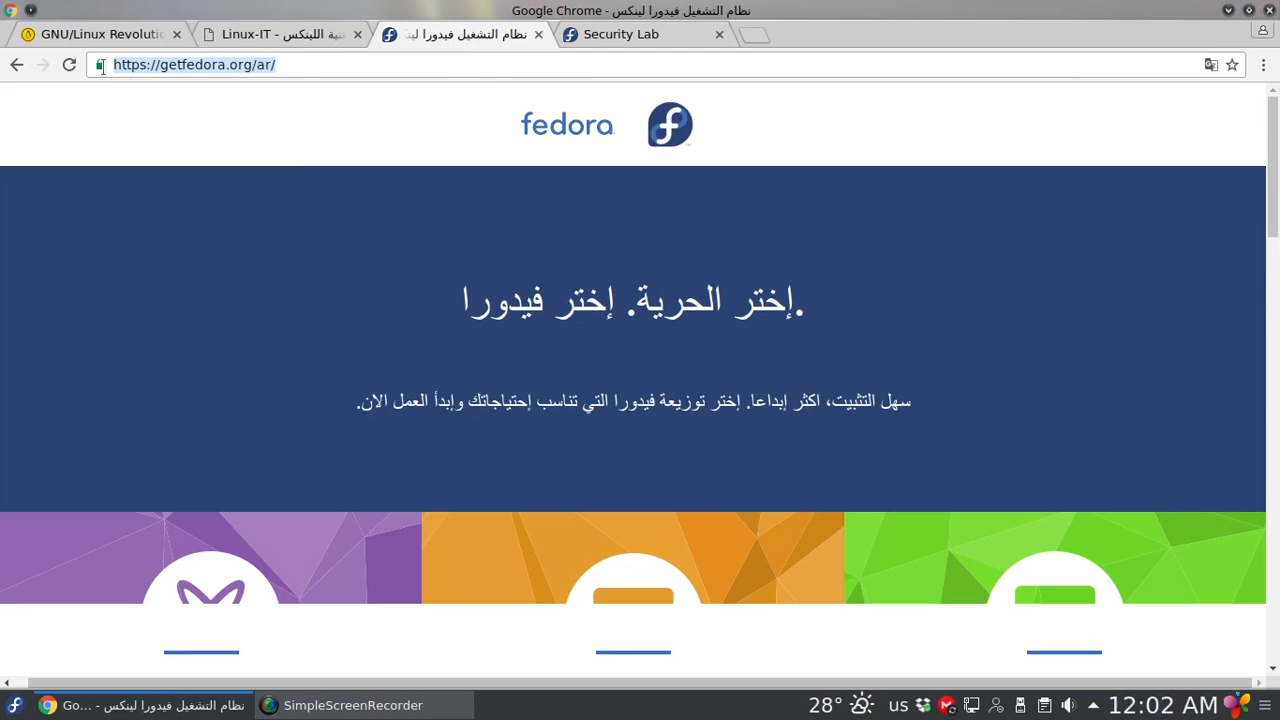 نظام التشغيل فيدورا لينكس - Google Chrome
GNU/Linux Revolutic
Linux-IT - نية اللينكس
نظام التشغيل فيدورا لين
Security Lab
https://getfedora.org/ar/
fedora
.إختر الحرية. إختر فيدورا
سهل التثبيت، اكثر إبداعا. إختر توزيعة فيدورا التي تناسب إحتياجاتك وإبدأ العمل الان.
نظام التشغيل فيدورا لينكس - Go...
SimpleScreenRecorder
28°
us
12:02 AM